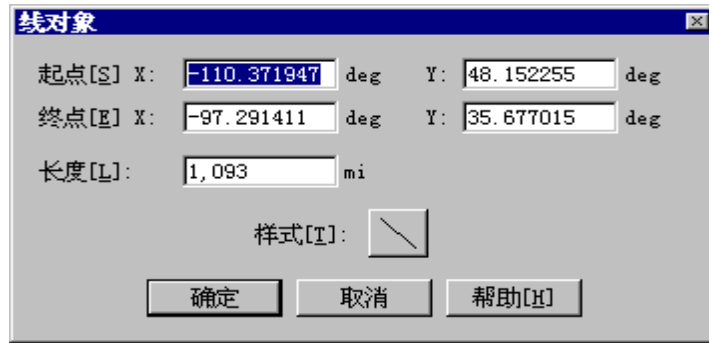 线对象
起点[S] X: -110.371947 deg Y: 48.152255 deg
终点[E] X: -97.291411 deg Y: 35.677015 deg
长度[L]: 1,093 mi
样式[T]:
确定 取消 帮助[H]